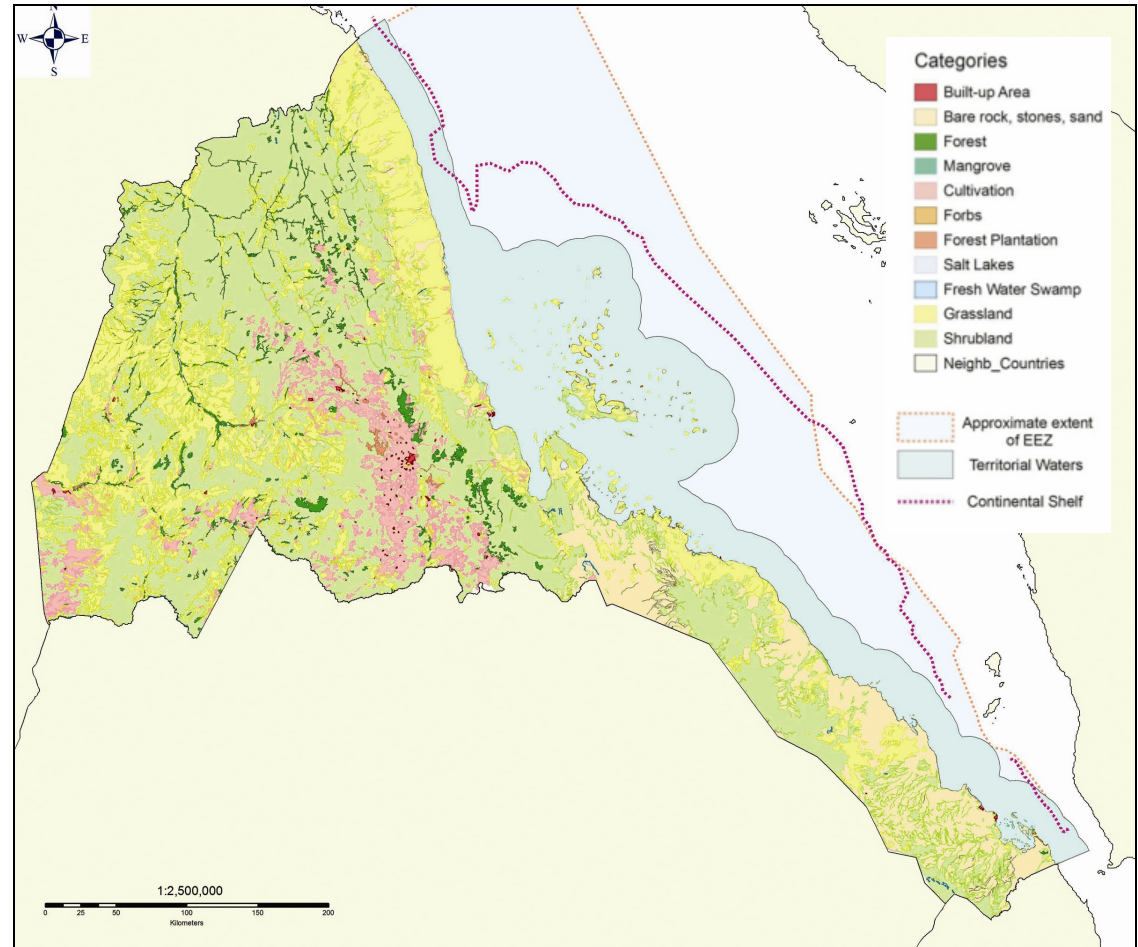 N
W E
S
Categories
Built-up Area
Bare rock, stones, sand
Forest
Mangrove
Cultivation
Forbs
Forest Plantation
Salt Lakes
Fresh Water Swamp
Grassland
Shrubland
Neighb_Countries
Approximate extent
of EEZ
Territorial Waters
Continental Shelf
1:2,500,000
0 25 50 100 150 200
Kilometers